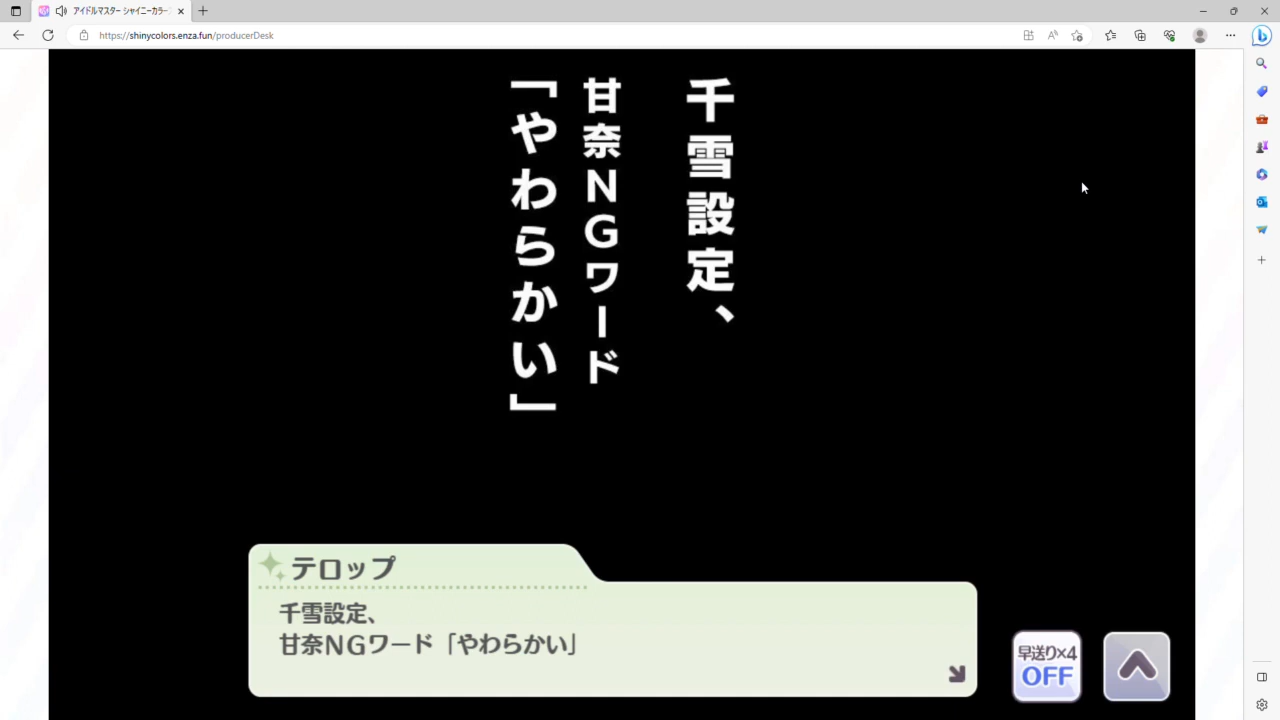 アイドルマスター シャイニーカラー
https://shinycolors.enza.fun/producerDesk
千雪設定、
甘奈NGワード
「やわらかい」
テロップ
千雪設定、
甘奈NGワード「やわらかい」
早送り×4
OFF